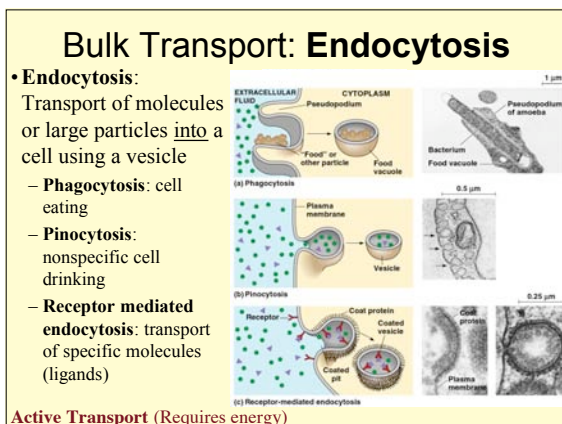 Bulk Transport: Endocytosis
• Endocytosis:
Transport of molecules
or large particles into a
cell using a vesicle
– Phagocytosis: cell
eating
– Pinocytosis:
nonspecific cell
drinking
– Receptor mediated
endocytosis: transport
of specific molecules
(ligands)
Active Transport (Requires energy)
EXTRACELLULAR
FLUID
CYTOPLASM
Pseudopodium
"Food" or
other particle
Food
vacuole
(a) Phagocytosis
1 µm
Pseudopodium
of amoeba
Bacterium
Food vacuole
Plasma
membrane
Vesicle
(b) Pinocytosis
0.5 µm
Receptor
Coat protein
Coated
vesicle
Coated
pit
(c) Receptor-mediated endocytosis
0.25 µm
Coat
protein
Plasma
membrane